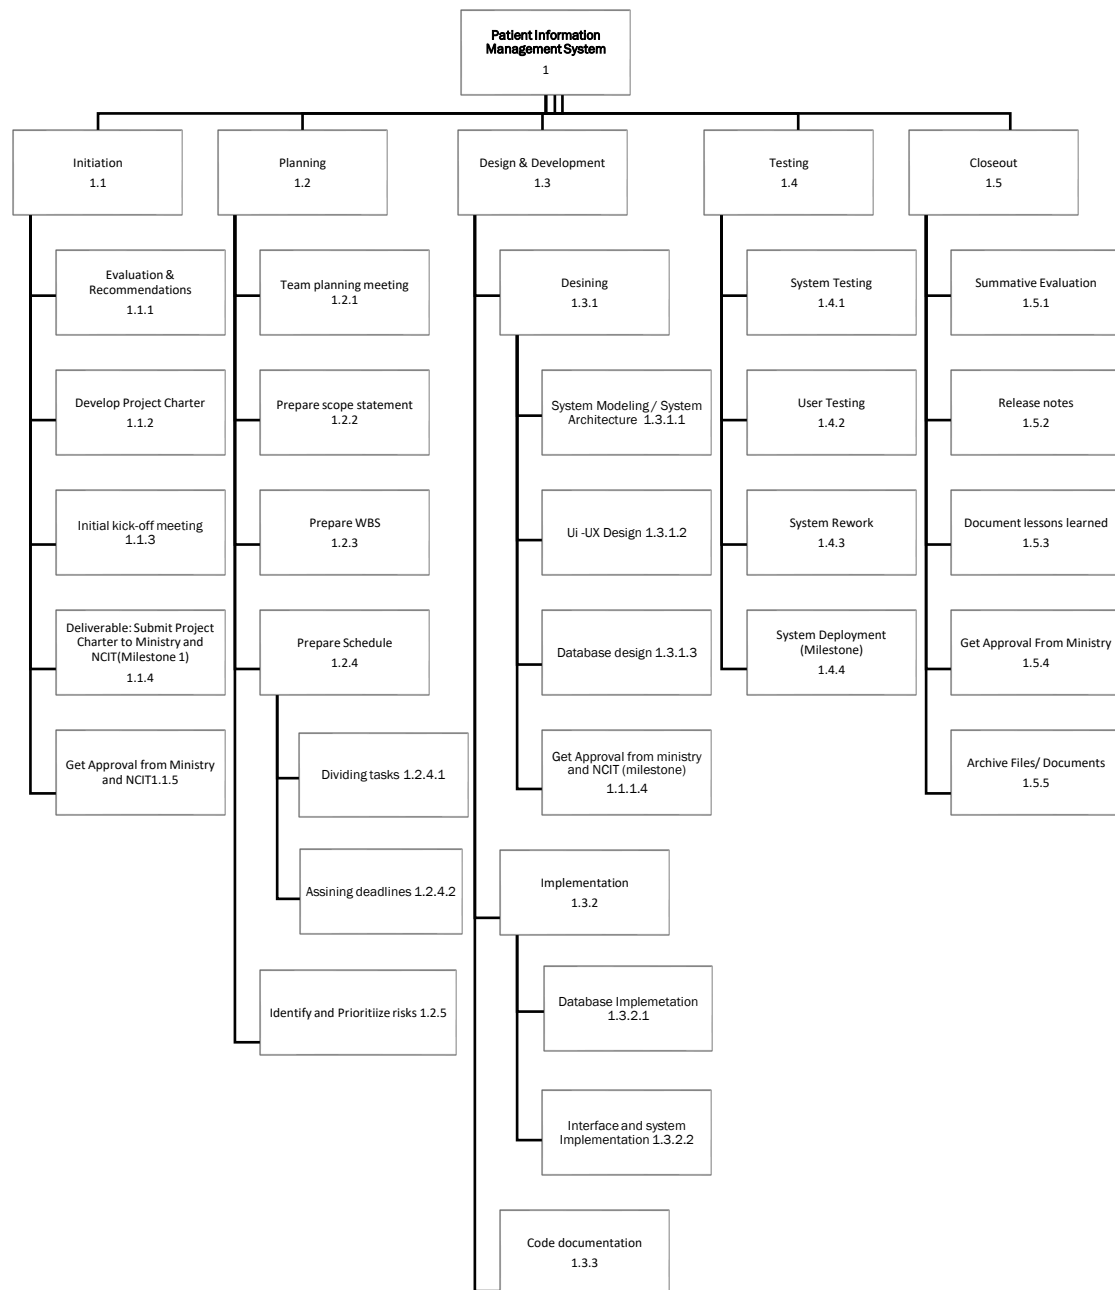 Patient Information
Management System
1
Initiation
1.1
Planning
1.2
Design & Development
1.3
Testing
1.4
Closeout
1.5
Evaluation &
Recommendations
1.1.1
Develop Project Charter
1.1.2
Initial kick-off meeting
1.1.3
Deliverable: Submit Project
Charter to Ministry and
NCIT(Milestone 1)
1.1.4
Get Approval from Ministry
and NCIT1.1.5
Team planning meeting
1.2.1
Prepare scope statement
1.2.2
Prepare WBS
1.2.3
Prepare Schedule
1.2.4
Dividing tasks 1.2.4.1
Assining deadlines 1.2.4.2
Identify and Prioritiize risks 1.2.5
Desining
1.3.1
System Modeling / System
Architecture 1.3.1.1
Ui -UX Design 1.3.1.2
Database design 1.3.1.3
Get Approval from ministry
and NCIT (milestone)
1.1.1.4
Implementation
1.3.2
Database Implemetation
1.3.2.1
Interface and system
Implementation 1.3.2.2
Code documentation
1.3.3
System Testing
1.4.1
User Testing
1.4.2
System Rework
1.4.3
System Deployment
(Milestone)
1.4.4
Summative Evaluation
1.5.1
Release notes
1.5.2
Document lessons learned
1.5.3
Get Approval From Ministry
1.5.4
Archive Files/ Documents
1.5.5